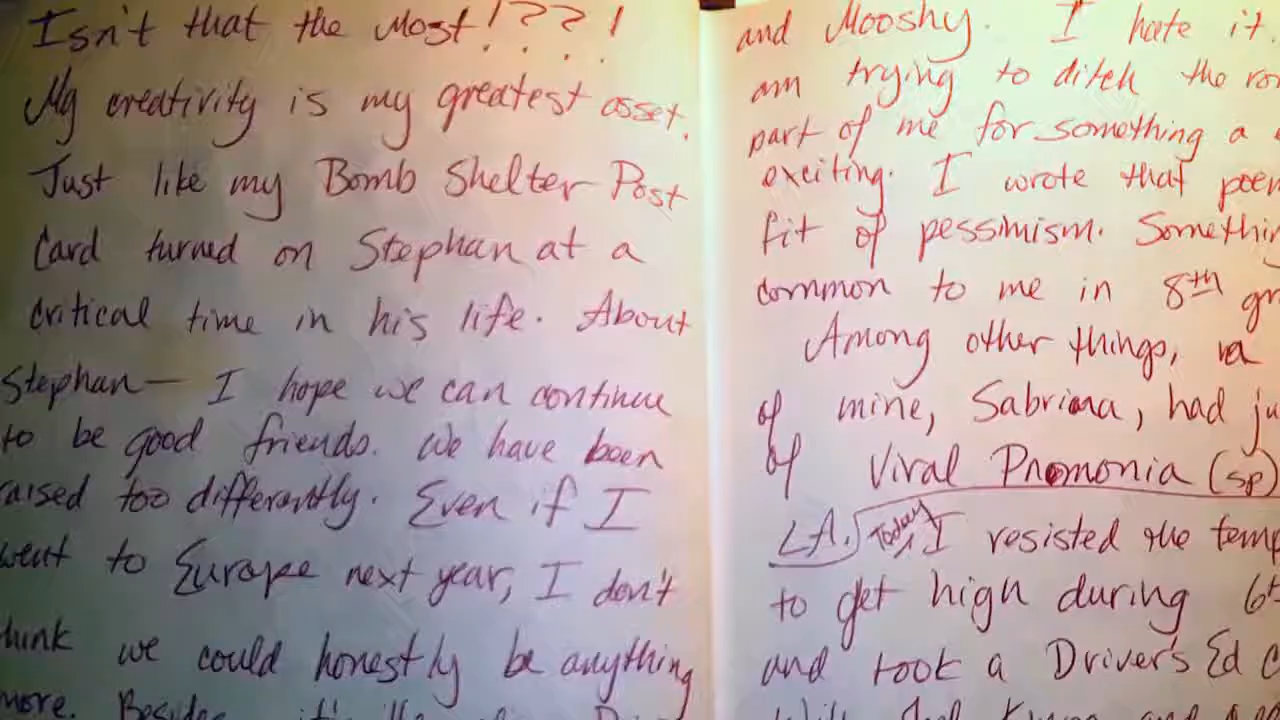 Isn't that the most!??!
My creativity is my greatest asset.
Just like my Bomb Shelter Post
Card turned on Stephan at a
critical time in his life. About
Stephan— I hope we can continue
to be good friends. We have been
raised too differently. Even if I
went to Europe next year, I don't
think we could honestly be anything
more. Besides
and Mooshy. I hate it.
am trying to ditch the
part of me for something a
exciting. I wrote that
fit of pessimism.
common to me in 8th
Among other things,
of mine, Sabrina, had
of Viral Pnomonia (sp)
LA. Today I resisted the
to get high during
and took a Driver's Ed